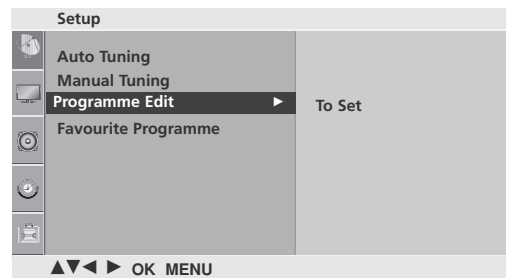 Setup
Auto Tuning
Manual Tuning
Programme Edit ►
To Set
Favourite Programme
▲▼◄ ► OK MENU